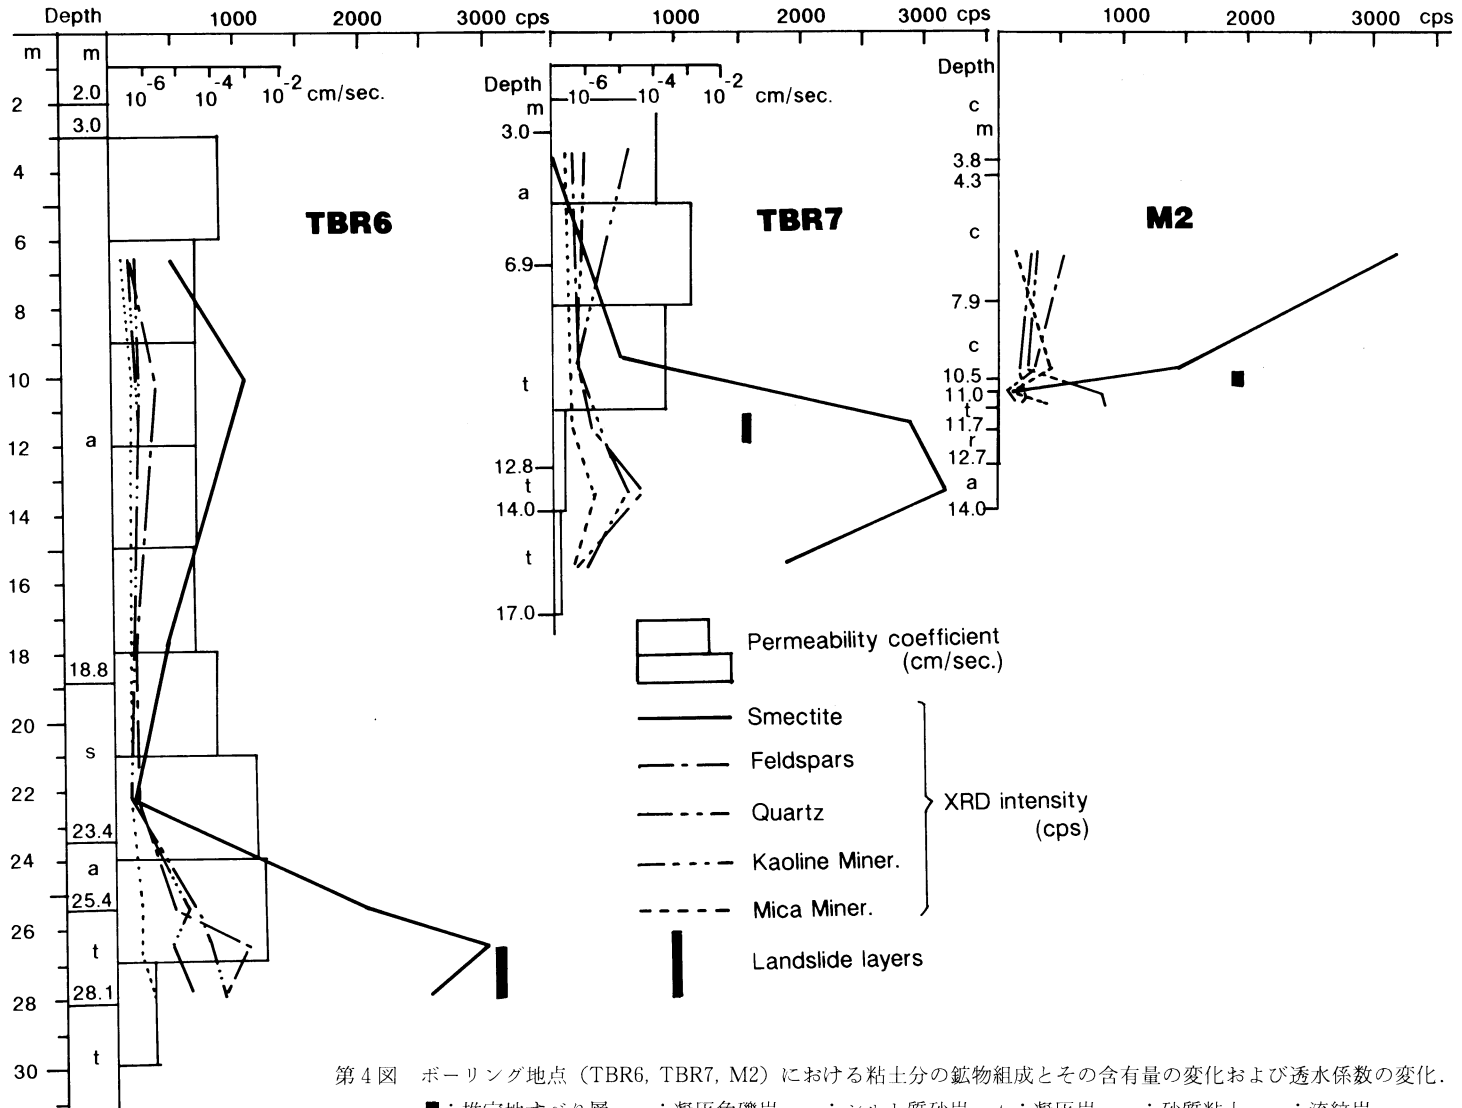 Depth 1000 2000 3000 cps 1000 2000 3000 cps 1000 2000 3000 cps
m m
2.0
3.0
10-6 10-4 10-2 cm/sec.
2
4
6
8
10
12
14
16
18
20
22
24
26
28
30
a
18.8
s
23.4
a
25.4
t
28.1
t
TBR6
Depth
m
10-6 10-4 10-2 cm/sec.
3.0
a
6.9
t
12.8
t
14.0
t
17.0
TBR7
Depth
c
m
3.8
4.3
c
7.9
c
10.5
11.0
t
11.7
r
12.7
a
14.0
M2
Permeability coefficient
(cm/sec.)
Smectite
Feldspars
Quartz
Kaoline Miner.
Mica Miner.
XRD intensity
(cps)
Landslide layers
第4図 ボーリング地点（TBR6, TBR7, M2）における粘土分の鉱物組成とその含有量の変化および透水係数の変化.